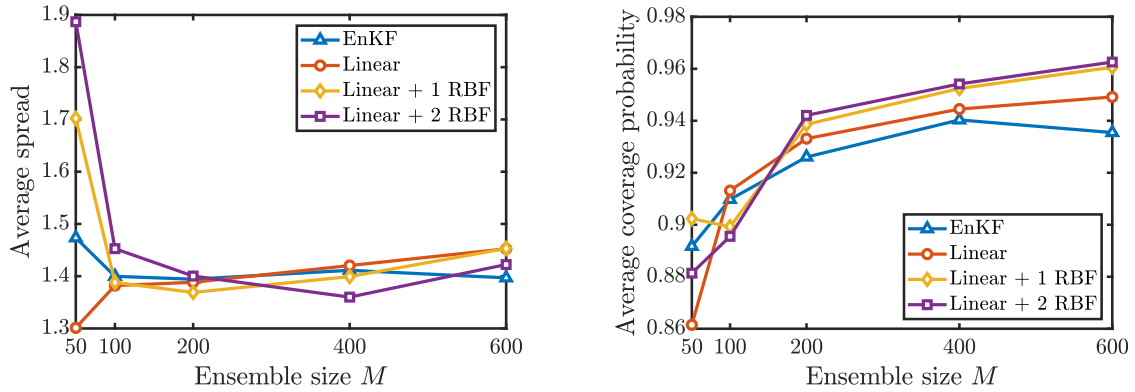 Average spread
1.9
1.8
1.7
1.6
1.5
1.4
1.3
50 100 200 400 600
Ensemble size M
EnKF
Linear
Linear + 1 RBF
Linear + 2 RBF
Average coverage probability
0.98
0.96
0.94
0.92
0.9
0.88
0.86
50 100 200 400 600
Ensemble size M
EnKF
Linear
Linear + 1 RBF
Linear + 2 RBF